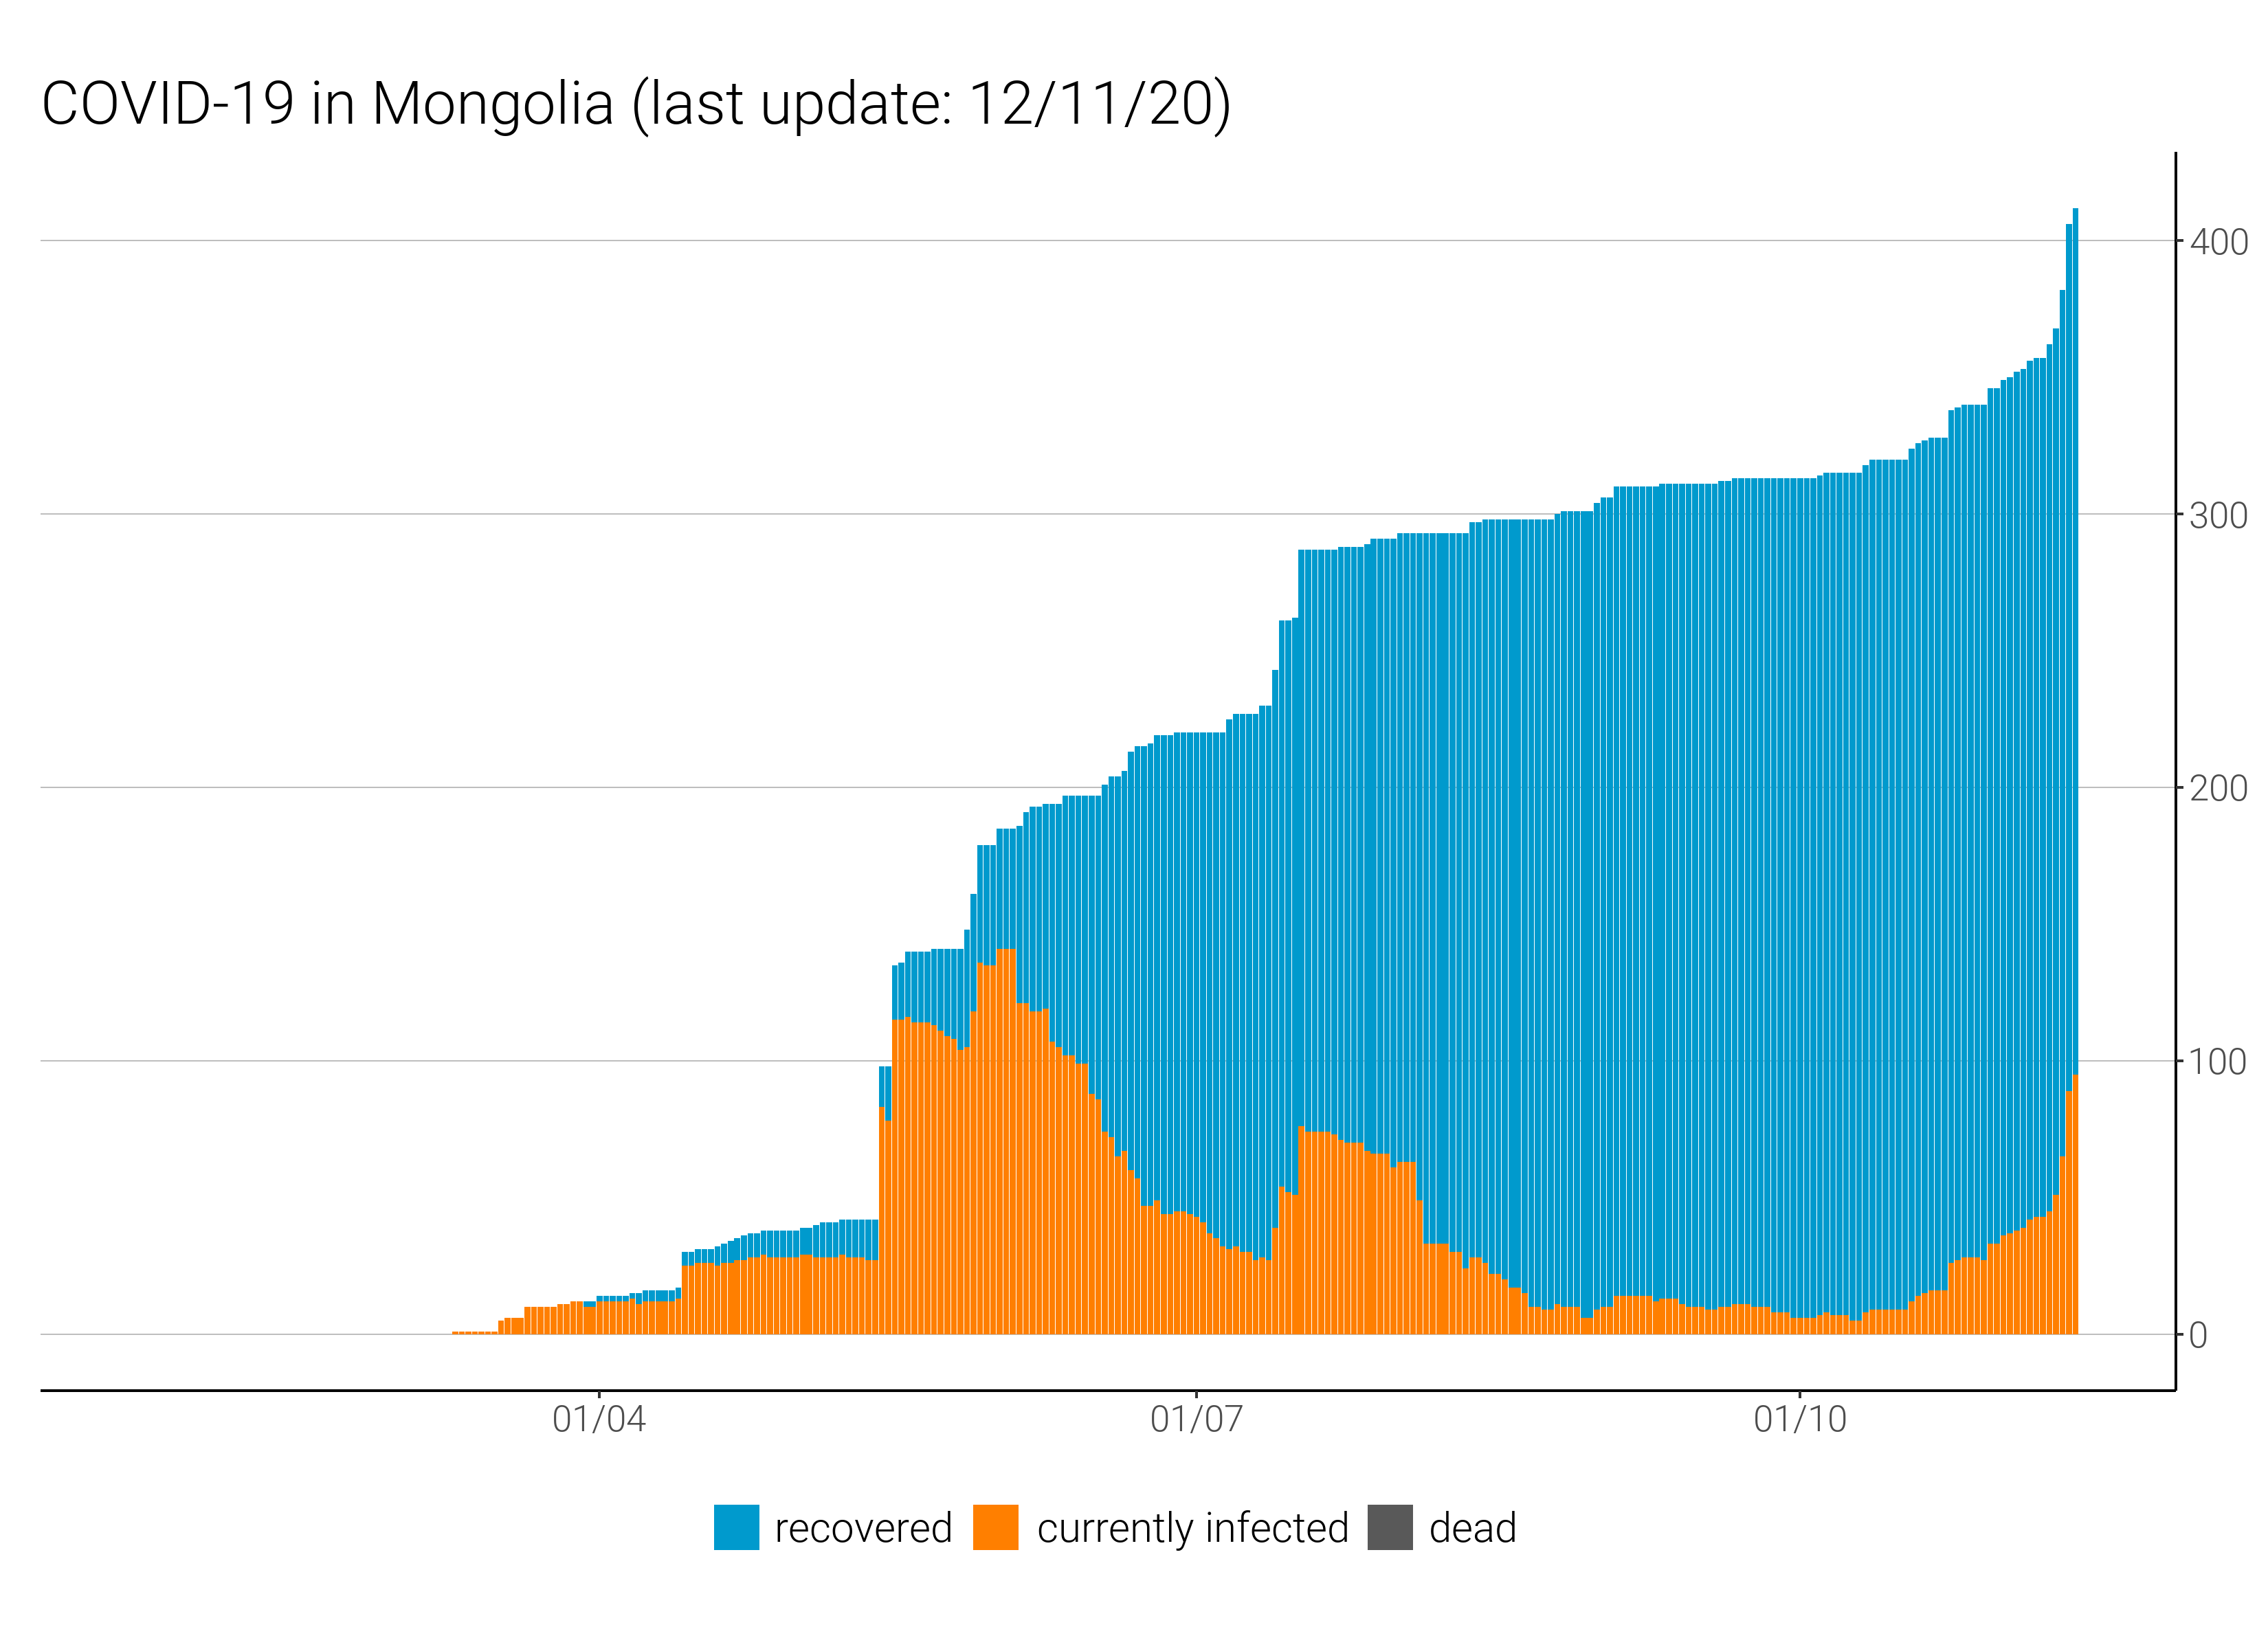 COVID-19 in Mongolia (last update: 12/11/20)
400
300
200
100
0
01/04 01/07 01/10
recovered currently infected dead